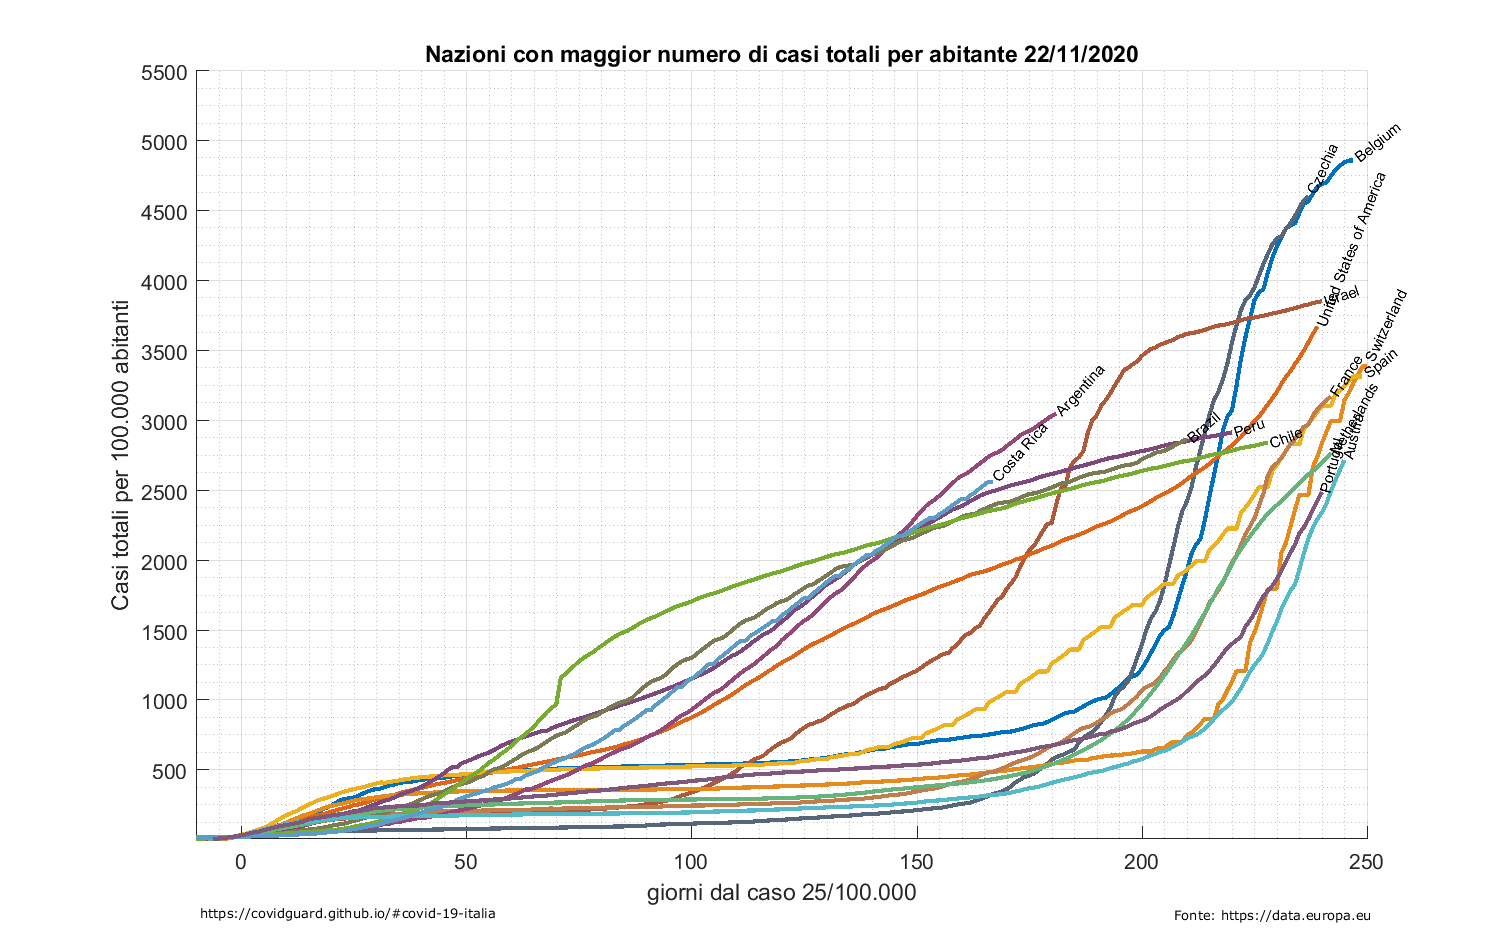 Nazioni con maggior numero di casi totali per abitante 22/11/2020
5500
5000
4500
4000
3500
3000
2500
2000
1500
1000
500
Casi totali per 100.000 abitanti
Belgium
Czechia
United States of America
Israel
Switzerland
Spain
France
Argentina
Costa Rica
Brazil
Peru
Chile
Netherlands
Austria
Portugal
0
50
100
150
200
250
giorni dal caso 25/100.000
https://covidguard.github.io/#covid-19-italia
Fonte: https://data.europa.eu